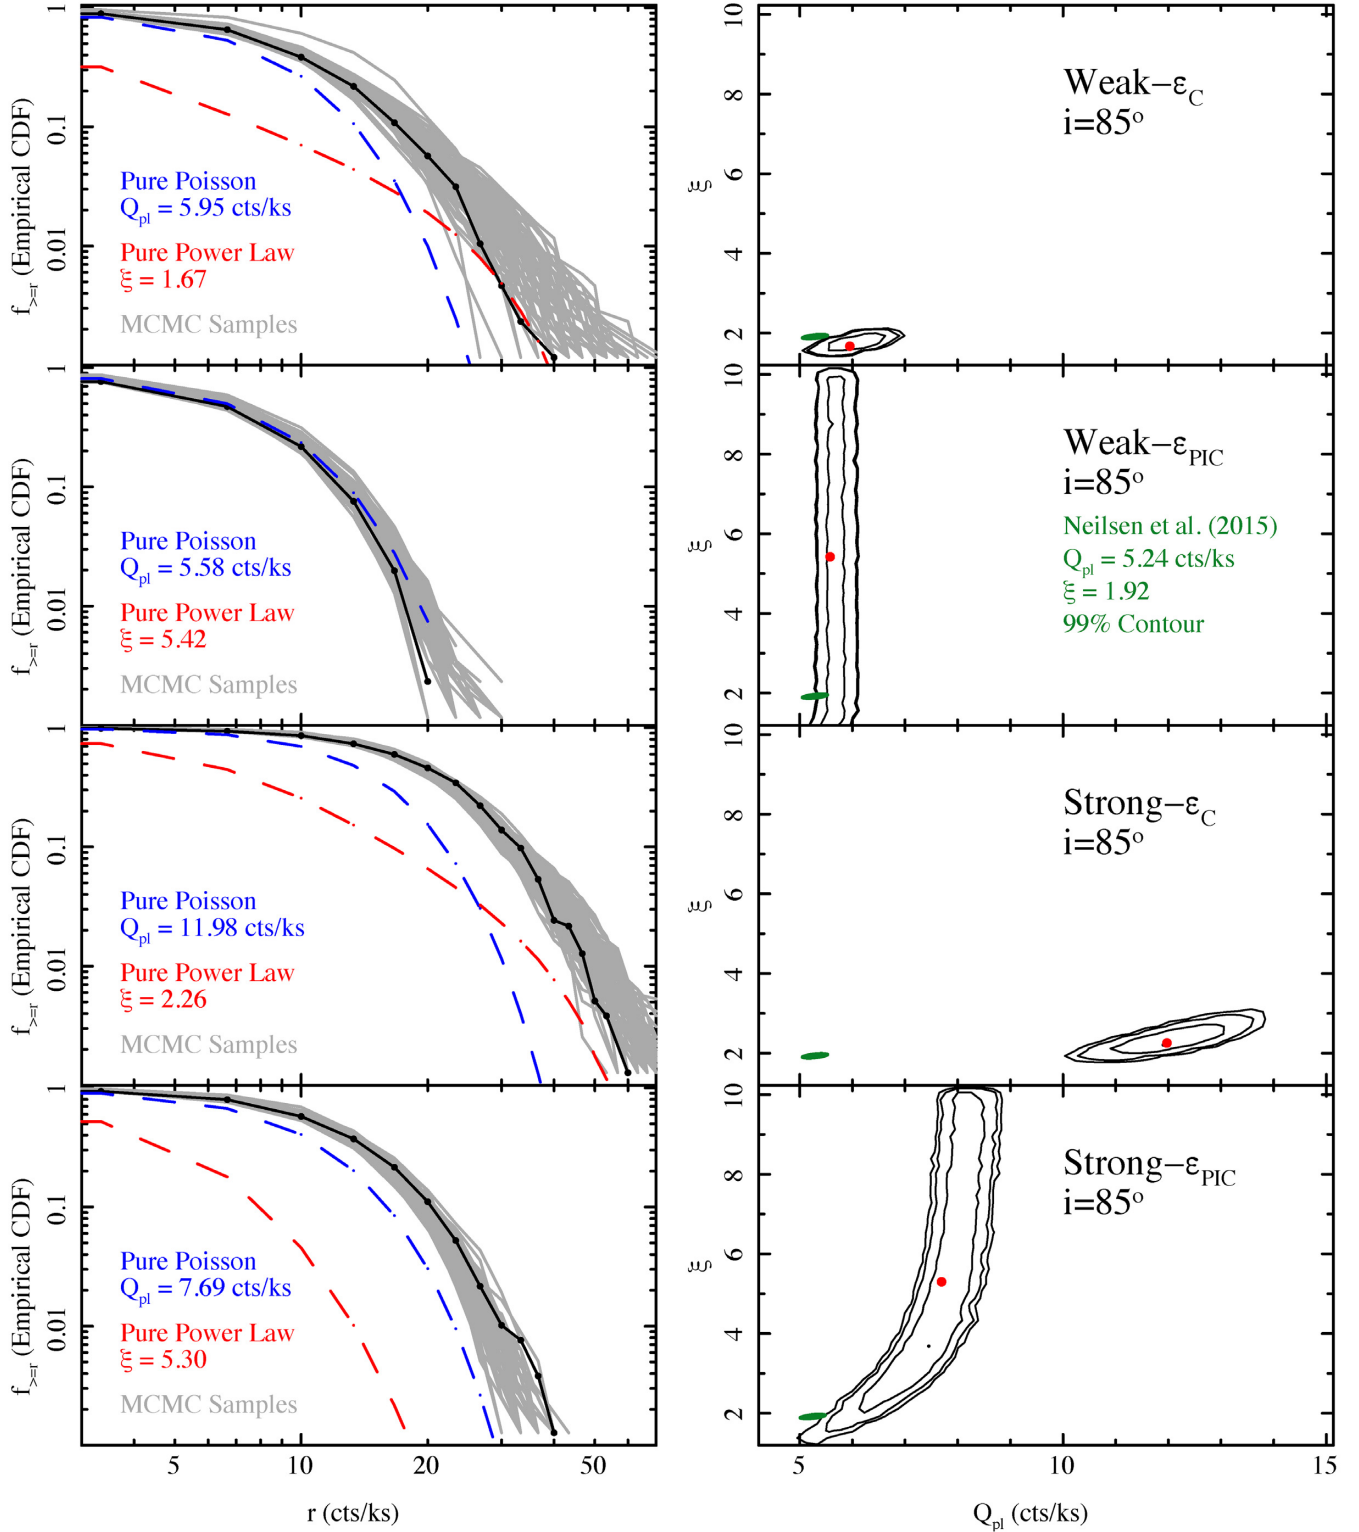 f>=r (Empirical CDF)
1
0.1
0.01
Pure Poisson
Qpl = 5.95 cts/ks
Pure Power Law
ξ = 1.67
MCMC Samples
ξ
10
8
6
4
2
Weak−εC
i=85º
f>=r (Empirical CDF)
1
0.1
0.01
Pure Poisson
Qpl = 5.58 cts/ks
Pure Power Law
ξ = 5.42
MCMC Samples
ξ
10
8
6
4
2
Weak−εPIC
i=85º
Neilsen et al. (2015)
Qpl = 5.24 cts/ks
ξ = 1.92
99% Contour
f>=r (Empirical CDF)
1
0.1
0.01
Pure Poisson
Qpl = 11.98 cts/ks
Pure Power Law
ξ = 2.26
MCMC Samples
ξ
10
8
6
4
2
Strong−εC
i=85º
f>=r (Empirical CDF)
1
0.1
0.01
Pure Poisson
Qpl = 7.69 cts/ks
Pure Power Law
ξ = 5.30
MCMC Samples
ξ
10
8
6
4
2
Strong−εPIC
i=85º
5 10 20 50
r (cts/ks)
5 10 15
Qpl (cts/ks)